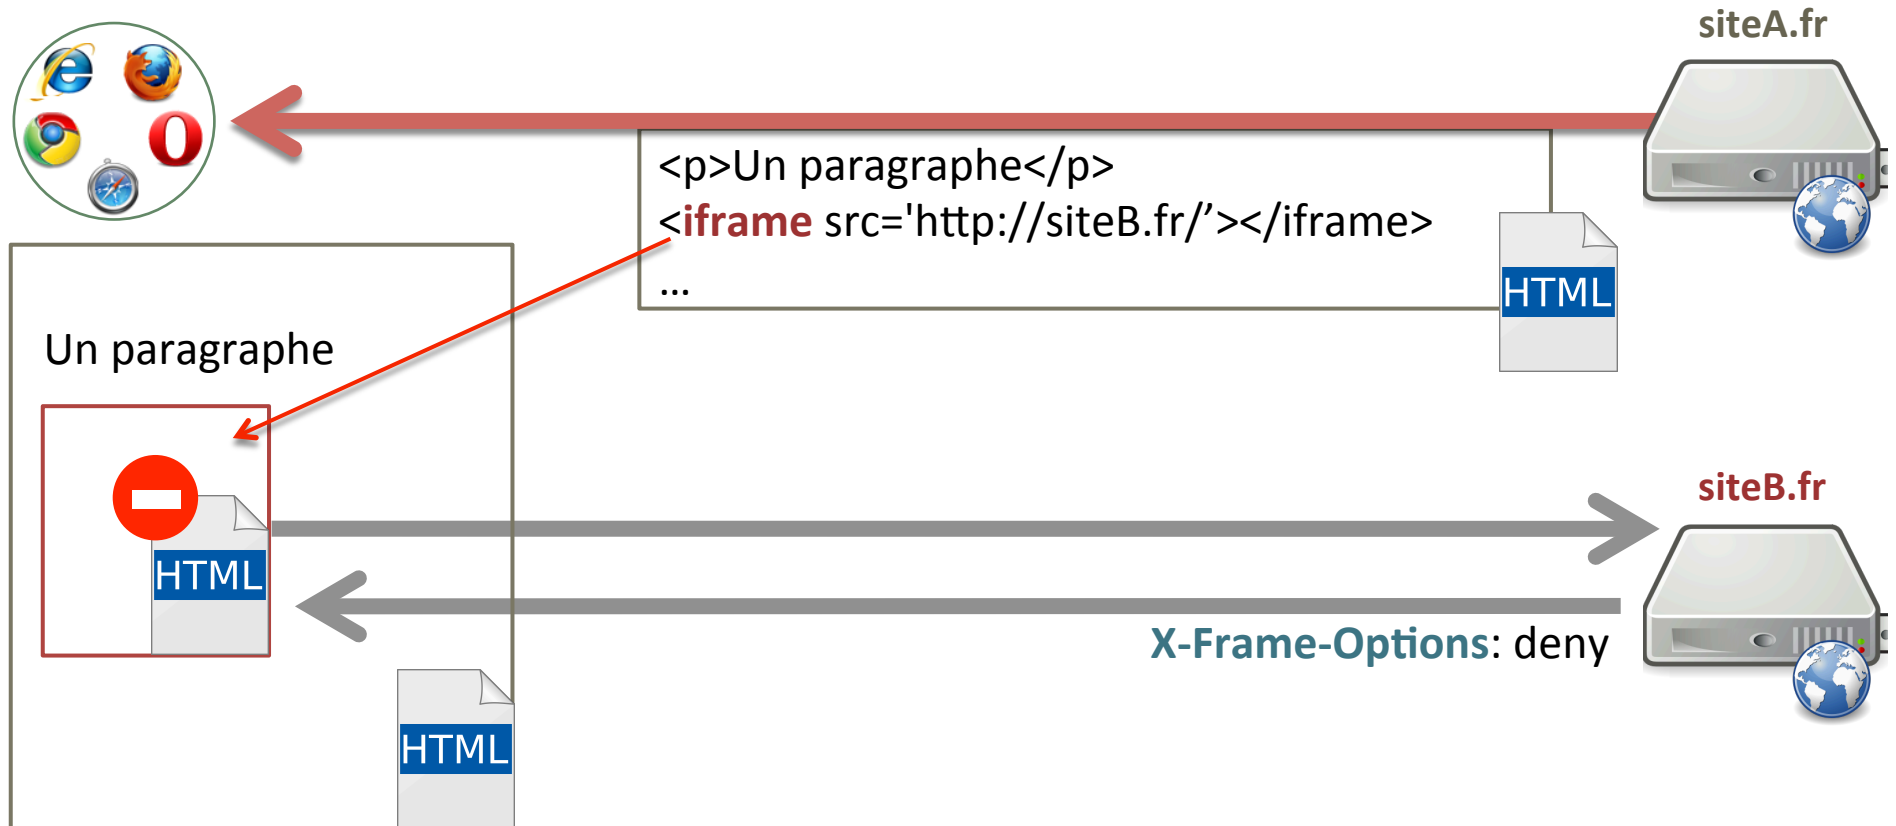 siteA.fr
<p>Un paragraphe</p>
<iframe src='http://siteB.fr/’></iframe>
...
HTML
Un paragraphe
siteB.fr
HTML
X-Frame-Options: deny
HTML